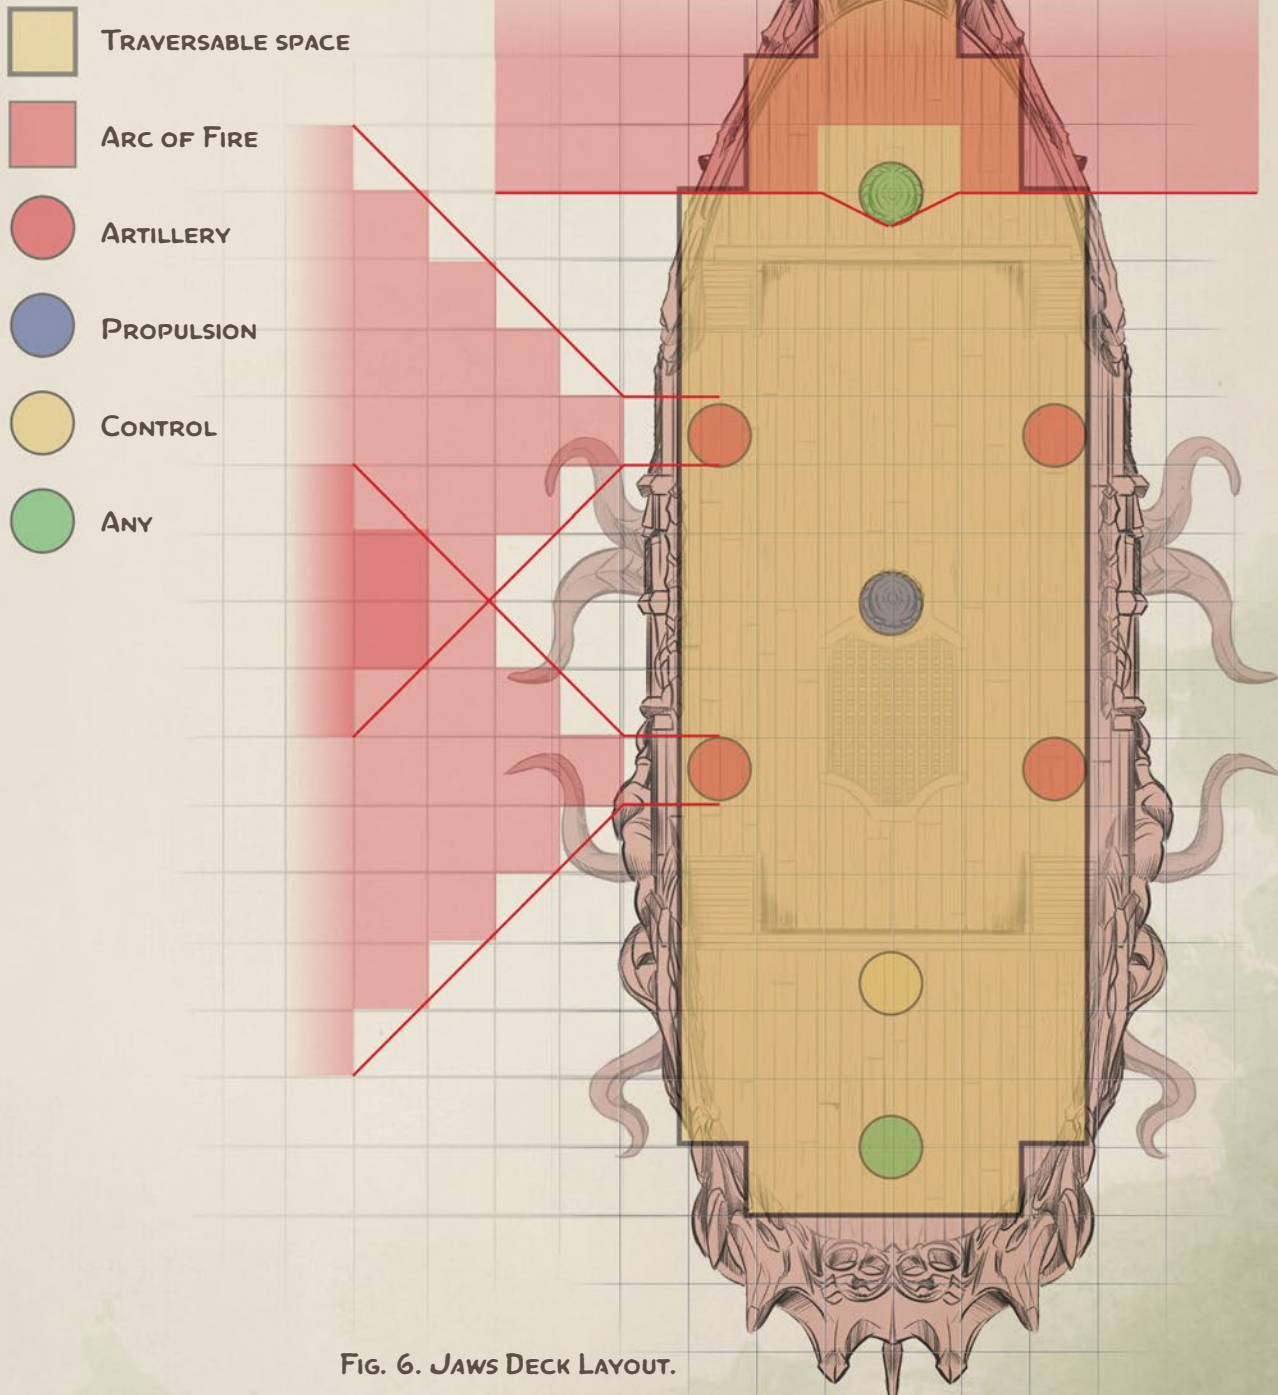 Traversable space
Arc of Fire
Artillery
Propulsion
Control
Any
Fig. 6. Jaws Deck Layout.